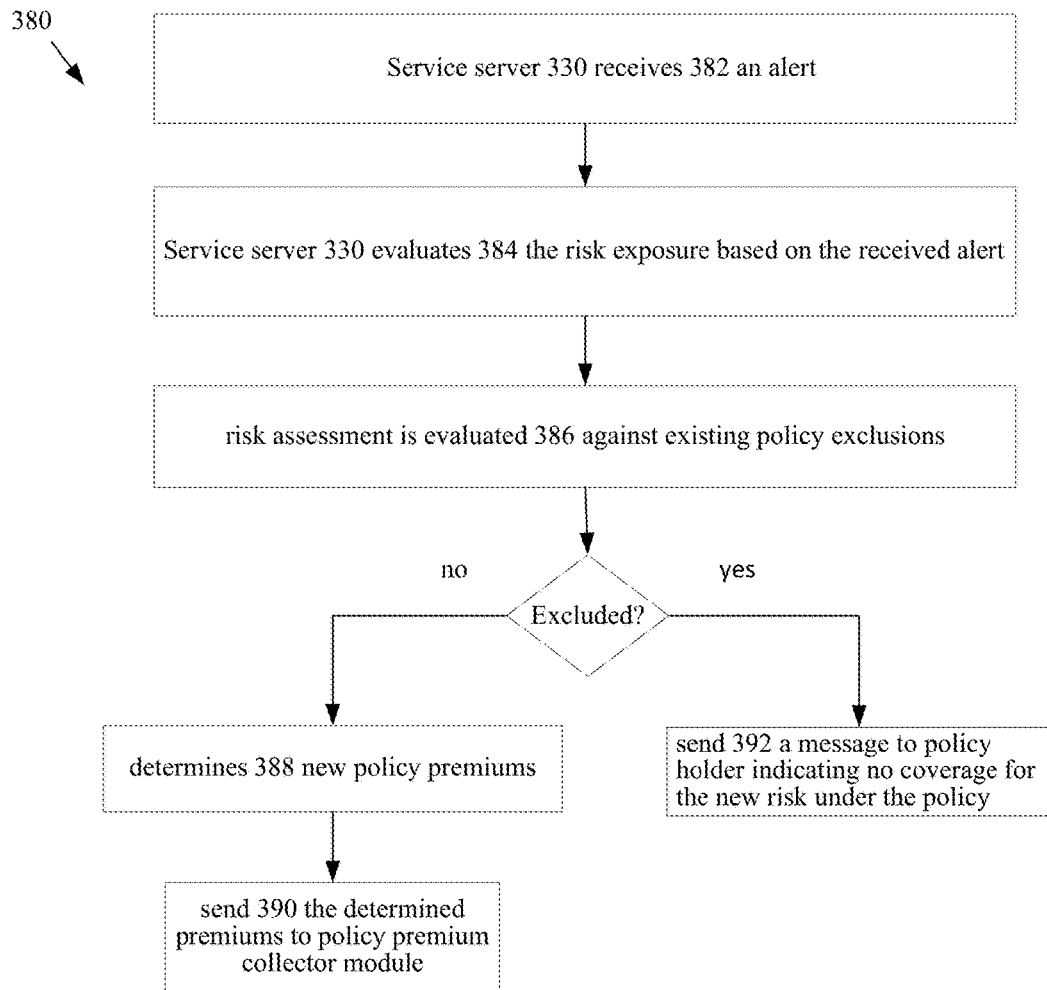 380
Service server 330 receives 382 an alert
Service server 330 evaluates 384 the risk exposure based on the received alert
risk assessment is evaluated 386 against existing policy exclusions
no
yes
Excluded?
determines 388 new policy premiums
send 392 a message to policy
holder indicating no coverage for
the new risk under the policy
send 390 the determined
premiums to policy premium
collector module